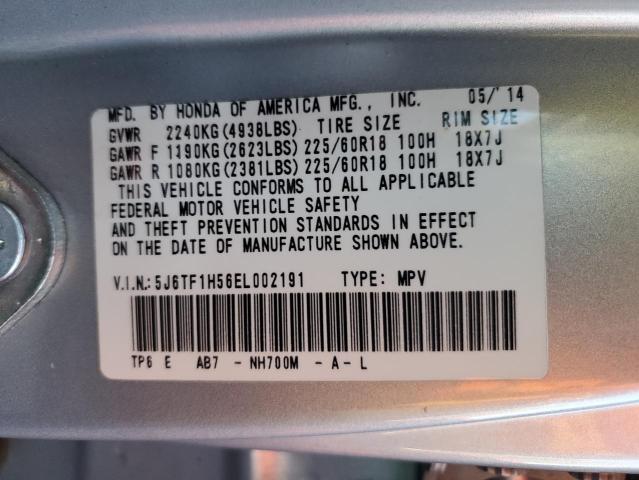 MFD. BY HONDA OF AMERICA MFG., INC. 05/'14
GVWR 2240KG(4938LBS) TIRE SIZE RIM SIZE
GAWR F 1190KG(2623LBS) 225/60R18 100H 18X7J
GAWR R 1080KG(2381LBS) 225/60R18 100H 18X7J
THIS VEHICLE CONFORMS TO ALL APPLICABLE
FEDERAL MOTOR VEHICLE SAFETY
AND THEFT PREVENTION STANDARDS IN EFFECT
ON THE DATE OF MANUFACTURE SHOWN ABOVE.
V.I.N.: 5J6TF1H56EL002191 TYPE: MPV
TP6 E AB7 - NH700M - A - L